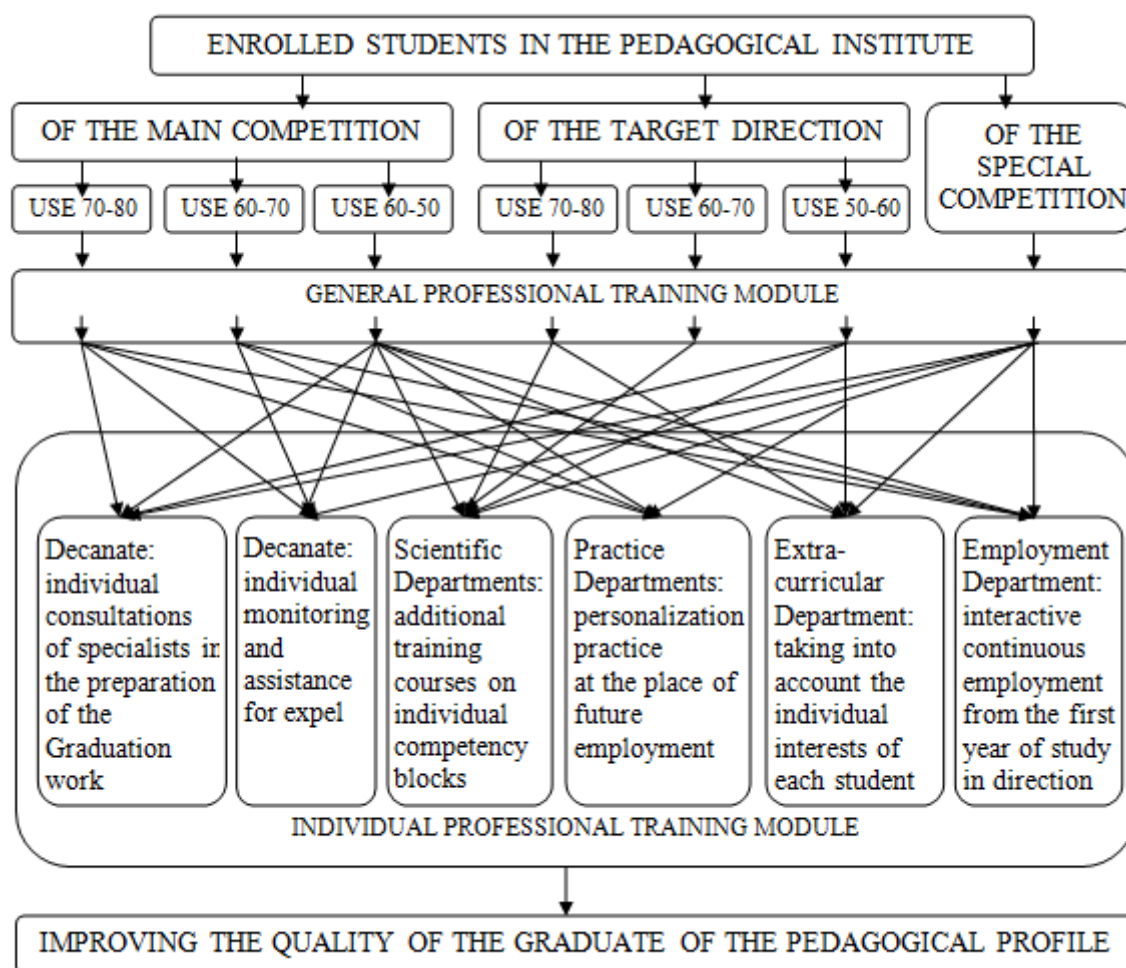 ENROLLED STUDENTS IN THE PEDAGOGICAL INSTITUTE
OF THE MAIN COMPETITION
OF THE TARGET DIRECTION
OF THE
SPECIAL
COMPETITION
USE 70-80
USE 60-70
USE 60-50
USE 70-80
USE 60-70
USE 50-60
GENERAL PROFESSIONAL TRAINING MODULE
Decanate:
individual
consultations
of specialists in
the preparation
of the
Graduation
work
Decanate:
individual
monitoring
and
assistance
for expel
Scientific
Departments:
additional
training
courses on
individual
competency
blocks
Practice
Departments:
personalization
practice
at the place of
future
employment
Extra-
curricular
Department:
taking into
account the
individual
interests of
each student
Employment
Department:
interactive
continuous
employment
from the first
year of study
in direction
INDIVIDUAL PROFESSIONAL TRAINING MODULE
IMPROVING THE QUALITY OF THE GRADUATE OF THE PEDAGOGICAL PROFILE